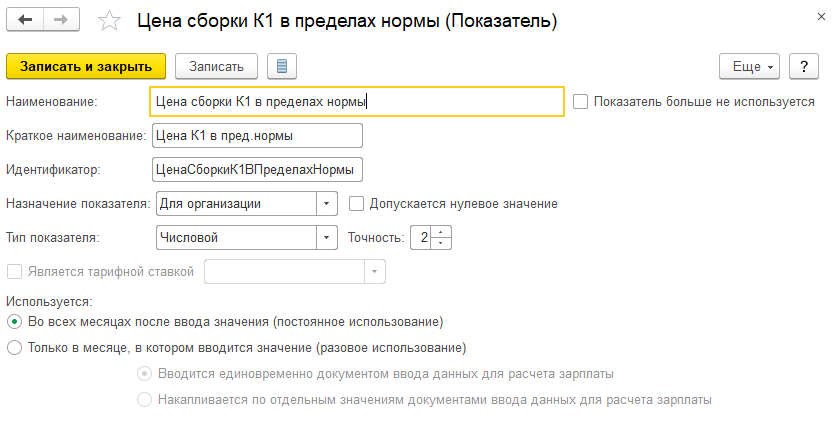 Цена сборки К1 в пределах нормы (Показатель)
Записать и закрыть Записать Еще ?
Наименование: Цена сборки К1 в пределах нормы Показатель больше не используется
Краткое наименование: Цена К1 в пред.нормы
Идентификатор: ЦенаСборкиК1ВПределахНормы
Назначение показателя: Для организации Допускается нулевое значение
Тип показателя: Числовой Точность: 2
Является тарифной ставкой
Используется:
Во всех месяцах после ввода значения (постоянное использование)
Только в месяце, в котором вводится значение (разовое использование)
Вводится единовременно документом ввода данных для расчета зарплаты
Накапливается по отдельным значениям документами ввода данных для расчета зарплаты